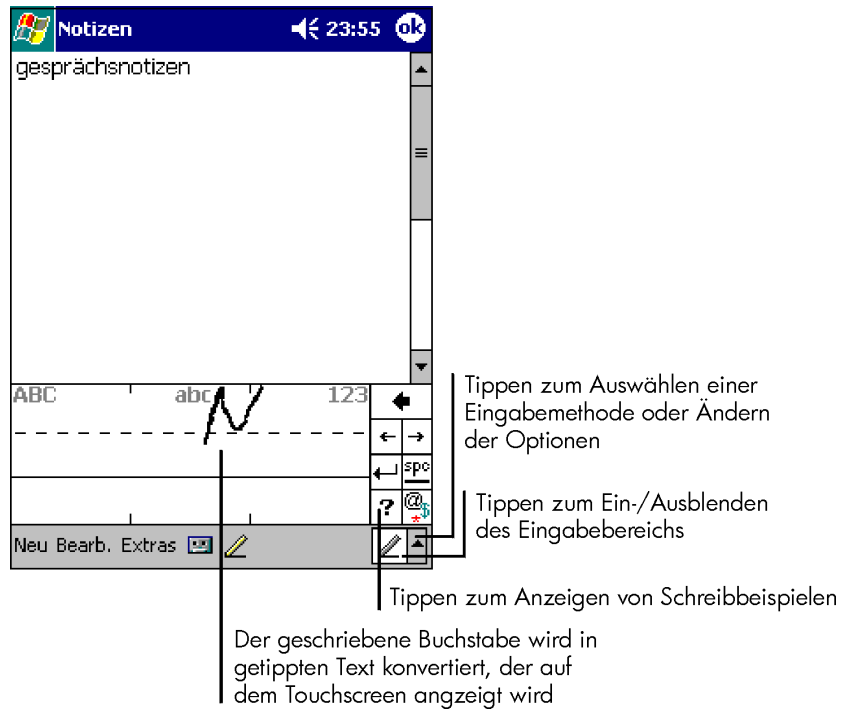 Notizen 23:55 ok
gesprächsnotizen
ABC abc 123
spc
? @$*
Neu Bearb. Extras
Tippen zum Auswählen einer
Eingabemethode oder Ändern
der Optionen
Tippen zum Ein-/Ausblenden
des Eingabebereichs
Tippen zum Anzeigen von Schreibbeispielen
Der geschriebene Buchstabe wird in
getippten Text konvertiert, der auf
dem Touchscreen angzeigt wird